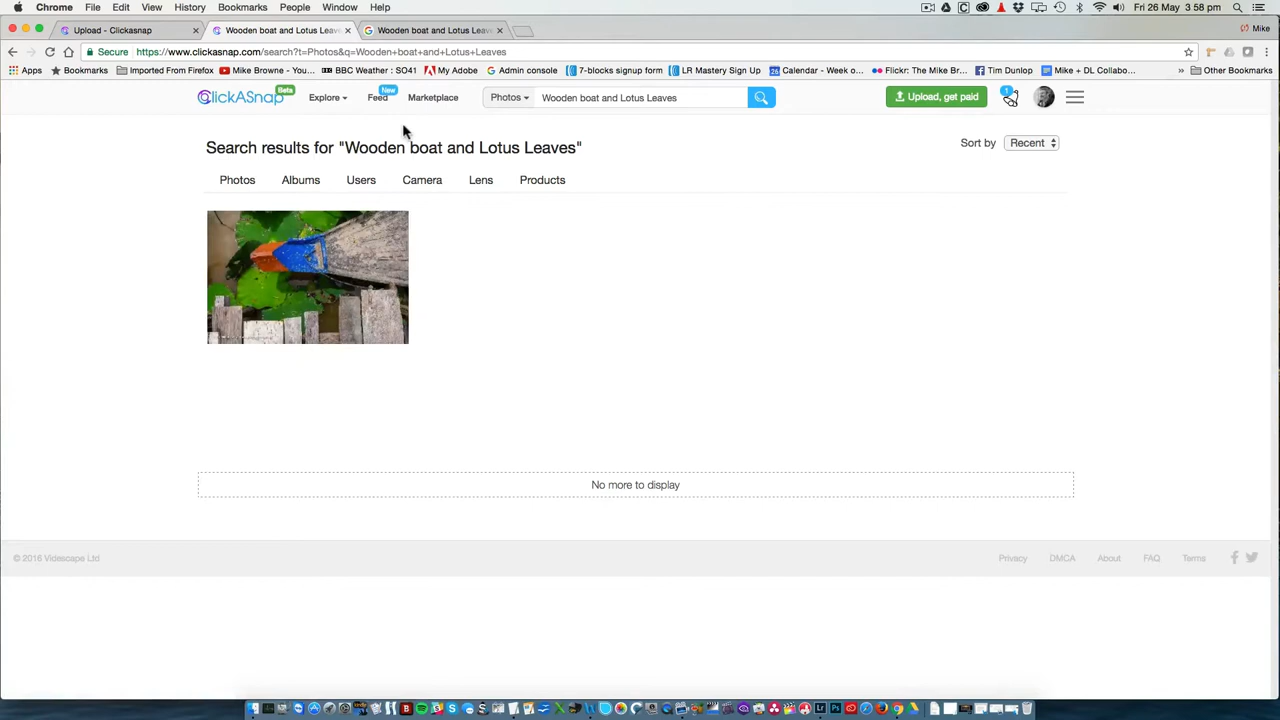 Chrome File Edit View History Bookmarks People Window Help Fri 26 May 3:58 pm
Upload - Clickasnap Wooden boat and Lotus Leav Wooden boat and Lotus Leave Mike
Secure https://www.clickasnap.com/search?t=Photos&q=Wooden+boat+and+Lotus+Leaves
Apps Bookmarks Imported From Firefox Mike Browne - You... BBC Weather : SO41 My Adobe Admin console 7-blocks signup form LR Mastery Sign Up Calendar - Week o... Flickr: The Mike Br... Tim Dunlop Mike + DL Collabo... » Other Bookmarks
ClickASnap Beta Explore Feed New Marketplace Photos Wooden boat and Lotus Leaves Upload, get paid 1
Search results for "Wooden boat and Lotus Leaves" Sort by Recent
Photos Albums Users Camera Lens Products
No more to display
© 2016 Videscape Ltd Privacy DMCA About FAQ Terms